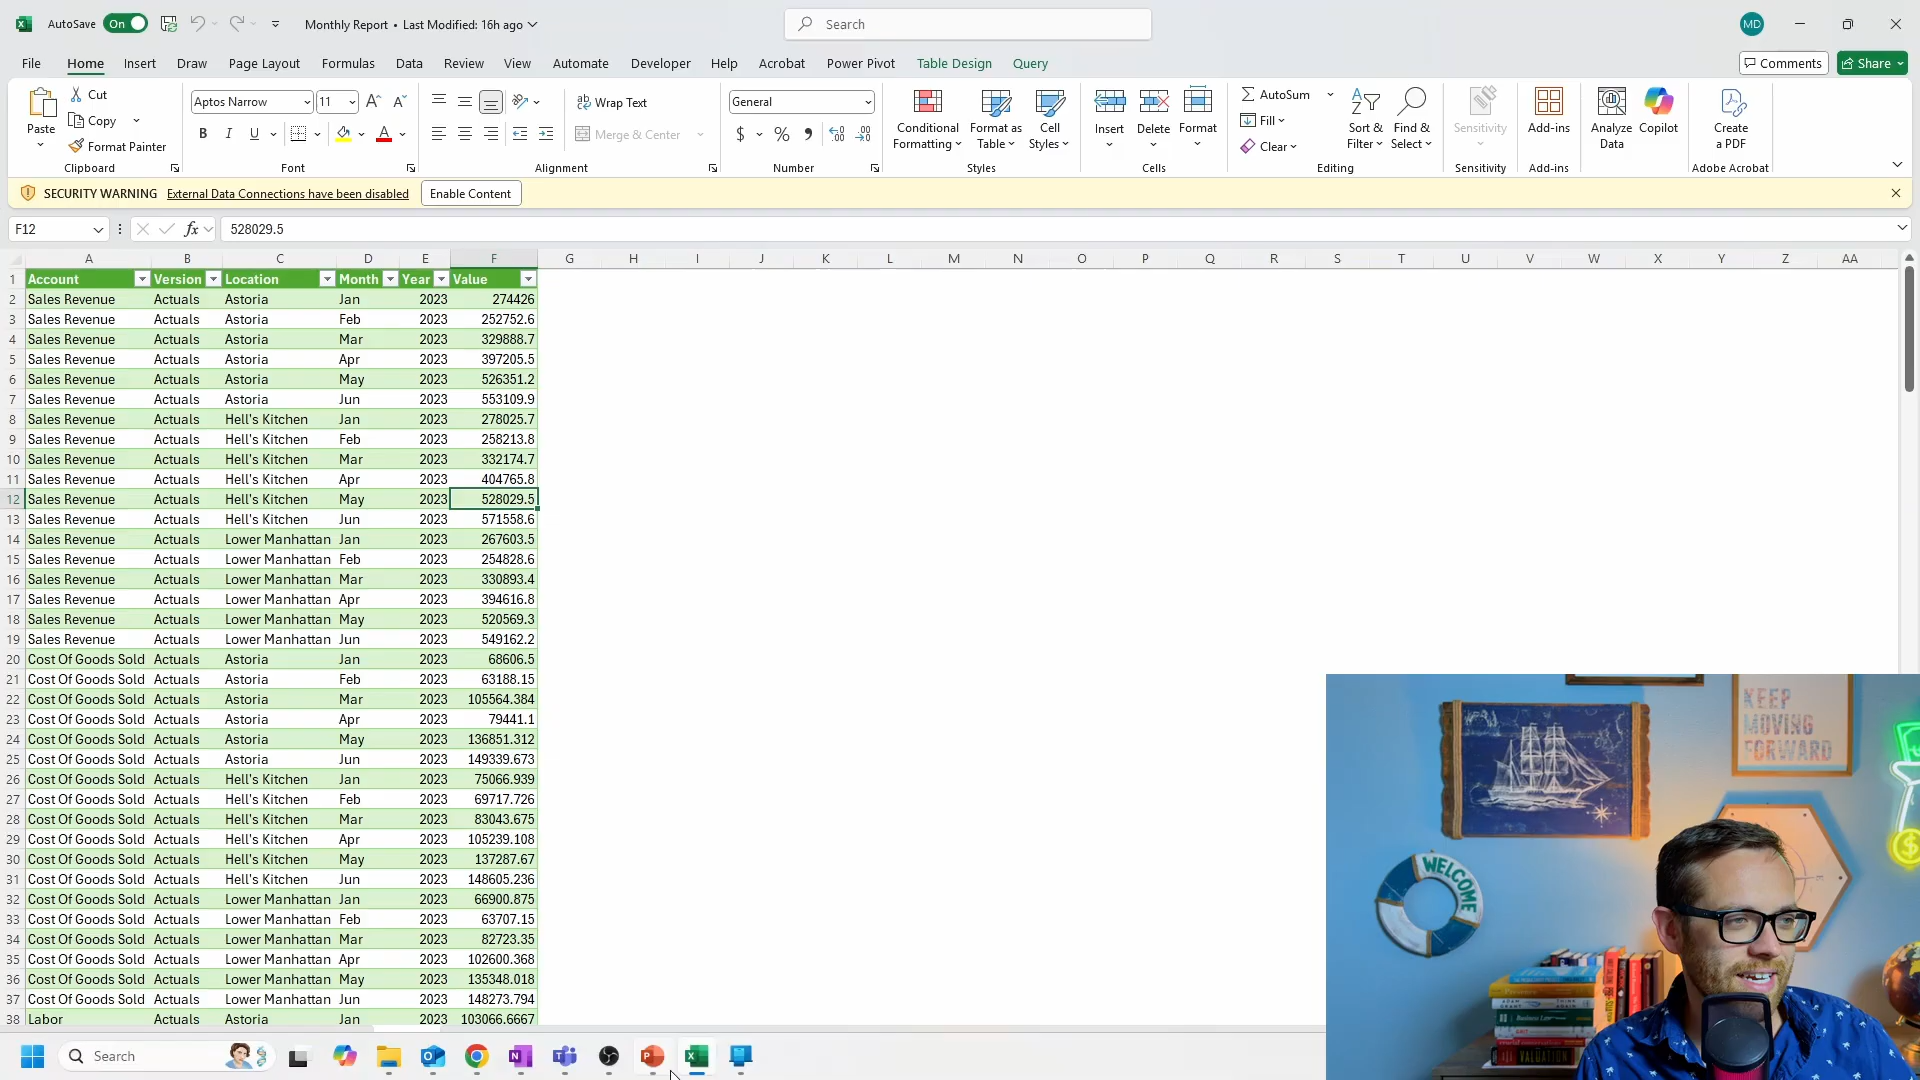 AutoSave On Monthly Report • Last Modified: 16h ago Search MD
File Home Insert Draw Page Layout Formulas Data Review View Automate Developer Help Acrobat Power Pivot Table Design Query Comments Share
Cut Aptos Narrow 11 Wrap Text General AutoSum
Copy Fill
Paste Format Painter B I U A Merge & Center $ % Clear
Conditional Formatting Format as Table Cell Styles Insert Delete Format Sort & Filter Find & Select Sensitivity Add-ins Analyze Data Copilot Create a PDF
Clipboard Font Alignment Number Styles Cells Editing Sensitivity Add-ins Adobe Acrobat
SECURITY WARNING External Data Connections have been disabled Enable Content
F12 fx 528029.5
A B C D E F G H I J K L M N O P Q R S T U V W X Y Z AA
1 Account Version Location Month Year Value
2 Sales Revenue Actuals Astoria Jan 2023 274426
3 Sales Revenue Actuals Astoria Feb 2023 252752.6
4 Sales Revenue Actuals Astoria Mar 2023 329888.7
5 Sales Revenue Actuals Astoria Apr 2023 397205.5
6 Sales Revenue Actuals Astoria May 2023 526351.2
7 Sales Revenue Actuals Astoria Jun 2023 553109.9
8 Sales Revenue Actuals Hell's Kitchen Jan 2023 278025.7
9 Sales Revenue Actuals Hell's Kitchen Feb 2023 258213.8
10 Sales Revenue Actuals Hell's Kitchen Mar 2023 332174.7
11 Sales Revenue Actuals Hell's Kitchen Apr 2023 404765.8
12 Sales Revenue Actuals Hell's Kitchen May 2023 528029.5
13 Sales Revenue Actuals Hell's Kitchen Jun 2023 571558.6
14 Sales Revenue Actuals Lower Manhattan Jan 2023 267603.5
15 Sales Revenue Actuals Lower Manhattan Feb 2023 254828.6
16 Sales Revenue Actuals Lower Manhattan Mar 2023 330893.4
17 Sales Revenue Actuals Lower Manhattan Apr 2023 394616.8
18 Sales Revenue Actuals Lower Manhattan May 2023 520569.3
19 Sales Revenue Actuals Lower Manhattan Jun 2023 549162.2
20 Cost Of Goods Sold Actuals Astoria Jan 2023 68606.5
21 Cost Of Goods Sold Actuals Astoria Feb 2023 63188.15
22 Cost Of Goods Sold Actuals Astoria Mar 2023 105564.384
23 Cost Of Goods Sold Actuals Astoria Apr 2023 79441.1
24 Cost Of Goods Sold Actuals Astoria May 2023 136851.312
25 Cost Of Goods Sold Actuals Astoria Jun 2023 149339.673
26 Cost Of Goods Sold Actuals Hell's Kitchen Jan 2023 75066.939
27 Cost Of Goods Sold Actuals Hell's Kitchen Feb 2023 69717.726
28 Cost Of Goods Sold Actuals Hell's Kitchen Mar 2023 83043.675
29 Cost Of Goods Sold Actuals Hell's Kitchen Apr 2023 105239.108
30 Cost Of Goods Sold Actuals Hell's Kitchen May 2023 137287.67
31 Cost Of Goods Sold Actuals Hell's Kitchen Jun 2023 148605.236
32 Cost Of Goods Sold Actuals Lower Manhattan Jan 2023 66900.875
33 Cost Of Goods Sold Actuals Lower Manhattan Feb 2023 63707.15
34 Cost Of Goods Sold Actuals Lower Manhattan Mar 2023 82723.35
35 Cost Of Goods Sold Actuals Lower Manhattan Apr 2023 102600.368
36 Cost Of Goods Sold Actuals Lower Manhattan May 2023 135348.018
37 Cost Of Goods Sold Actuals Lower Manhattan Jun 2023 148273.794
38 Labor Actuals Astoria Jan 2023 103066.6667
KEEP
MOVING
FORWARD
WELCOME
VALUATION
Search